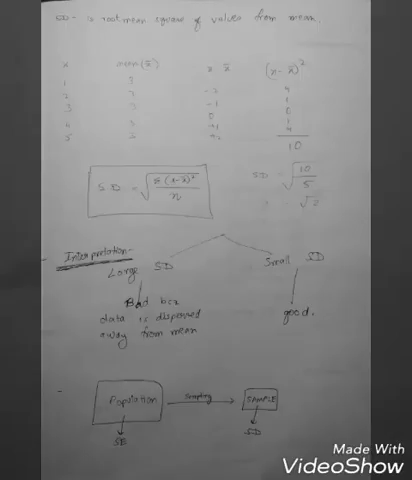 SD - is root mean square of values from mean.
x mean (x̄) x x̄ (x - x̄)²
1 3 -2 4
2 3 -1 1
3 3 0 0
4 3 +1 1
5 3 +2 4
10
S.D = √Σ(x-x̄)²/n
SD = √10/5
= √2
Interpretation-
Large SD
Small SD
Bad bcz
data is dispersed
away from mean
good.
Population
Sampling
SAMPLE
SE
SD
Made With
VideoShow